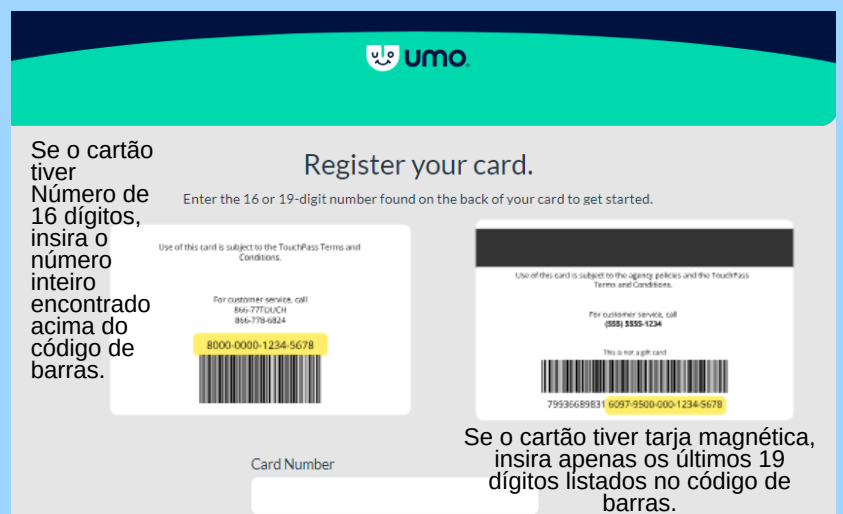 umo
Register your card.
Enter the 16 or 19-digit number found on the back of your card to get started.
Se o cartão
tiver
Número de
16 dígitos,
insira o
número
inteiro
encontrado
acima do
código de
barras.
Use of this card is subject to the TouchPass Terms and
Conditions.
For customer service, call
866-77TOUCH
866-778-6824
8000-0000-1234-5678
Use of this card is subject to the agency policies and the TouchPass
Terms and Conditions.
For customer service, call
(555) 5555-1234
This is not a gift card
79936689831 6097-9500-000-1234-5678
Se o cartão tiver tarja magnética,
insira apenas os últimos 19
dígitos listados no código de
barras.
Card Number